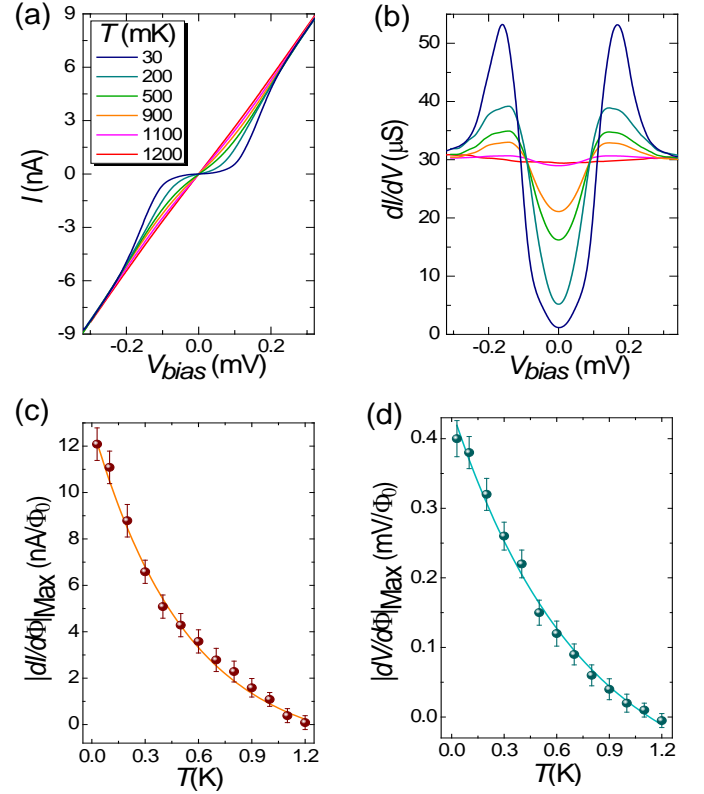 (a)
9
6
3
0
-3
-6
-9
I (nA)
T (mK)
30
200
500
900
1100
1200
-0.2 0.0 0.2
Vbias (mV)
(b)
50
40
30
20
10
0
dI/dV (μS)
-0.2 0.0 0.2
Vbias (mV)
(c)
12
10
8
6
4
2
0
|dI/dΦ|Max (nA/Φ0)
0.0 0.3 0.6 0.9 1.2
T(K)
(d)
0.4
0.3
0.2
0.1
0.0
|dV/dΦ|Max (mV/Φ0)
0.0 0.3 0.6 0.9 1.2
T(K)